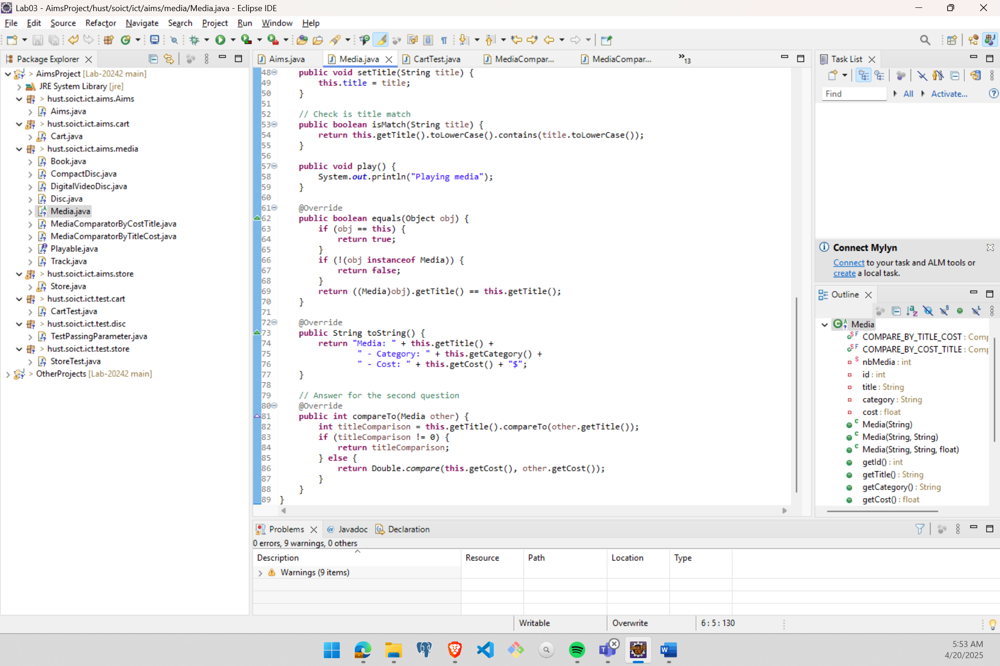 Lab03 - AimsProject/hust/soict/ict/aims/media/Media.java - Eclipse IDE
File Edit Source Refactor Navigate Search Project Run Window Help
Package Explorer
> AimsProject [Lab-20242 main]
JRE System Library [jre]
> hust.soict.ict.aims.Aims
Aims.java
> hust.soict.ict.aims.cart
Cart.java
> hust.soict.ict.aims.media
Book.java
CompactDisc.java
DigitalVideoDisc.java
Disc.java
Media.java
MediaComparatorByCostTitle.java
MediaComparatorByTitleCost.java
Playable.java
Track.java
> hust.soict.ict.aims.store
Store.java
> hust.soict.ict.test.cart
CartTest.java
> hust.soict.ict.test.disc
TestPassingParameter.java
> hust.soict.ict.test.store
StoreTest.java
> OtherProjects [Lab-20242 main]
Aims.java Media.java CartTest.java MediaCompar... MediaCompar... »13
48 public void setTitle(String title) {
49 this.title = title;
50 }
51
52 // Check is title match
53 public boolean isMatch(String title) {
54 return this.getTitle().toLowerCase().contains(title.toLowerCase());
55 }
56
57 public void play() {
58 System.out.println("Playing media");
59 }
60
61 @Override
62 public boolean equals(Object obj) {
63 if (obj == this) {
64 return true;
65 }
66 if (!(obj instanceof Media)) {
67 return false;
68 }
69 return ((Media)obj).getTitle() == this.getTitle();
70 }
71
72 @Override
73 public String toString() {
74 return "Media: " + this.getTitle() +
75 " - Category: " + this.getCategory() +
76 " - Cost: " + this.getCost() + "$";
77 }
78
79 // Answer for the second question
80 @Override
81 public int compareTo(Media other) {
82 int titleComparison = this.getTitle().compareTo(other.getTitle());
83 if (titleComparison != 0) {
84 return titleComparison;
85 } else {
86 return Double.compare(this.getCost(), other.getCost());
87 }
88 }
89 }
Task List
Find All Activate...
Connect Mylyn
Connect to your task and ALM tools or
create a local task.
Outline
Media
COMPARE_BY_TITLE_COST : Comp
COMPARE_BY_COST_TITLE : Comp
nbMedia : int
id : int
title : String
category : String
cost : float
Media(String)
Media(String, String)
Media(String, String, float)
getId() : int
getTitle() : String
getCategory() : String
getCost() : float
Problems @ Javadoc Declaration
0 errors, 9 warnings, 0 others
Description Resource Path Location Type
Warnings (9 items)
Writable Overwrite 6 : 5 : 130
5:53 AM
4/20/2025